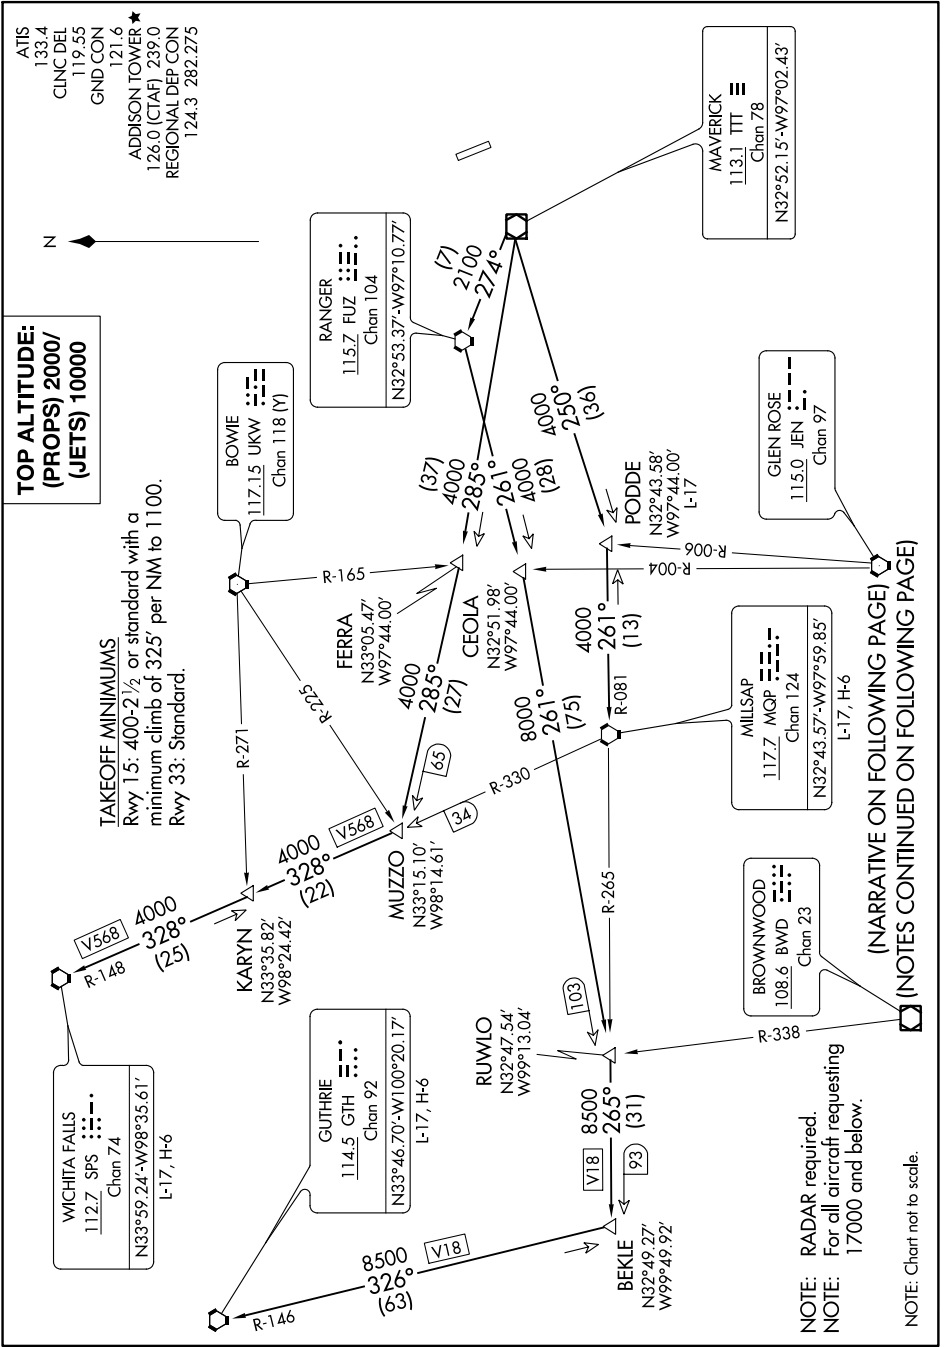 ATIS
133.4
CLNC DEL
119.55
GND CON
121.6
ADDISON TOWER ★
126.0 (CTAF) 239.0
REGIONAL DEP CON
124.3 282.275
N
TOP ALTITUDE:
(PROPS) 2000/
(JETS) 10000
TAKEOFF MINIMUMS
Rwy 15: 400-2½ or standard with a
minimum climb of 325' per NM to 1100.
Rwy 33: Standard.
WICHITA FALLS
112.7 SPS
Chan 74
N33°59.24'-W98°35.61'
L-17, H-6
V568
4000
328°
(25)
R-148
KARYN
N33°35.82'
W98°24.42'
R-271
4000
328°
(22)
V568
BOWIE
117.15 UKW
Chan 118 (Y)
R-225
R-165
RANGER
115.7 FUZ
Chan 104
N32°53.37'-W97°10.77'
(7)
2100
274°
MAVERICK
113.1 TTT
Chan 78
N32°52.15'-W97°02.43'
GUTHRIE
114.5 GTH
Chan 92
N33°46.70'-W100°20.17'
L-17, H-6
MUZZO
N33°15.10'
W98°14.61'
65
34
4000
285°
(27)
FERRA
N33°05.47'
W97°44.00'
(37)
4000
285°
261°
4000
(28)
CEOLA
N32°51.98'
W97°44.00'
4000
250°
(36)
PODDE
N32°43.58'
W97°44.00'
L-17
8000
261°
(75)
4000
261°
(13)
R-081
R-330
R-265
R-004
R-006
RUWLO
N32°47.54'
W99°13.04'
103
8500
265°
(31)
V18
93
BEKLE
N32°49.27'
W99°49.92'
8500
326°
(63)
V18
R-146
R-338
BROWNWOOD
108.6 BWD
Chan 23
MILLSAP
117.7 MQP
Chan 124
N32°43.57'-W97°59.85'
L-17, H-6
GLEN ROSE
115.0 JEN
Chan 97
NOTE: RADAR required.
NOTE: For all aircraft requesting
17000 and below.
(NARRATIVE ON FOLLOWING PAGE)
(NOTES CONTINUED ON FOLLOWING PAGE)
NOTE: Chart not to scale.